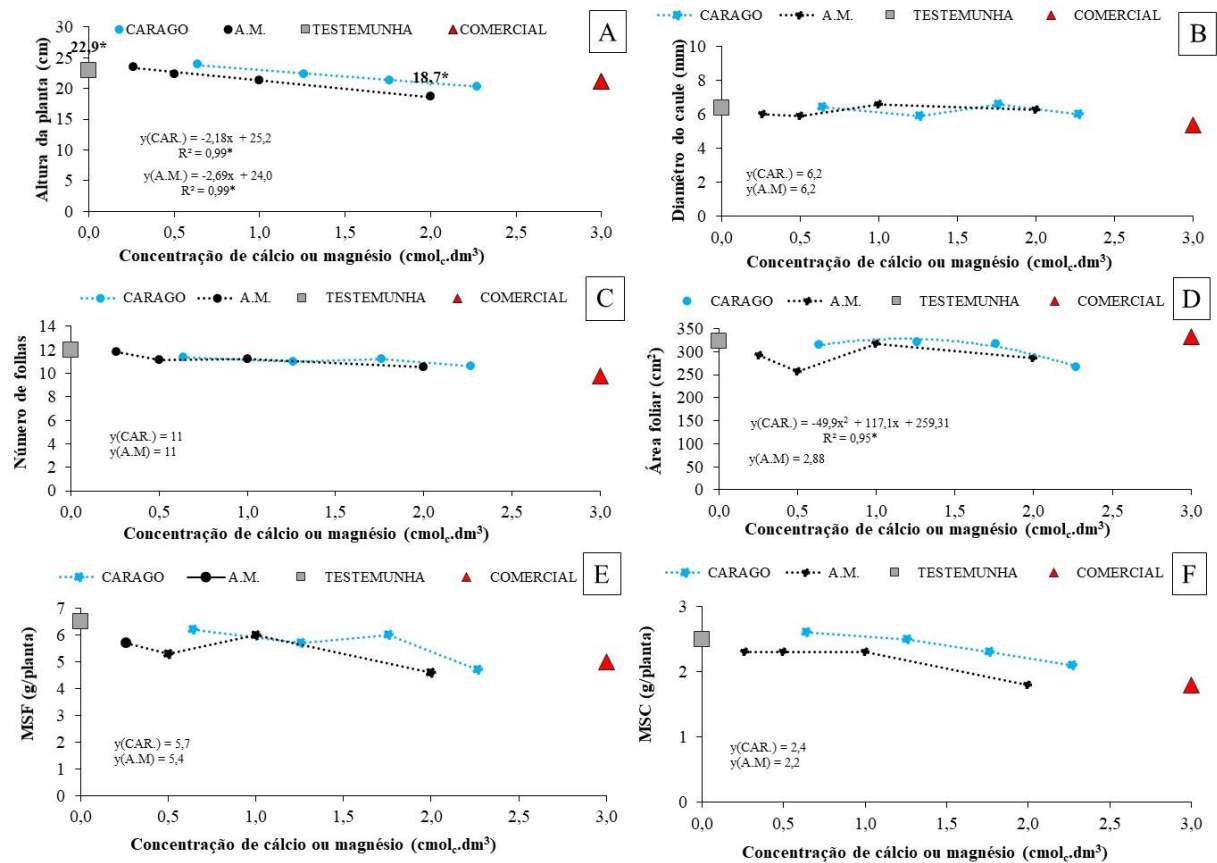 CARAGO A.M. TESTEMUNHA COMERCIAL A
Altura da planta (cm)
30
25
20
15
10
5
0
22,9*
18,7*
y(CAR.) = -2,18x + 25,2
R² = 0,99*
y(A.M.) = -2,69x + 24,0
R² = 0,99*
0,0 0,5 1,0 1,5 2,0 2,5 3,0
Concentração de cálcio ou magnésio (cmolc.dm³)
CARAGO A.M. TESTEMUNHA COMERCIAL B
Diamêtro do caule (mm)
10
8
6
4
2
0
y(CAR.) = 6,2
y(A.M) = 6,2
0,0 0,5 1,0 1,5 2,0 2,5 3,0
Concentração de cálcio ou magnésio (cmolc.dm³)
CARAGO A.M. TESTEMUNHA COMERCIAL C
Número de folhas
14
12
10
8
6
4
2
0
y(CAR.) = 11
y(A.M) = 11
0,0 0,5 1,0 1,5 2,0 2,5 3,0
Concentração de cálcio ou magnésio (cmolc.dm³)
CARAGO A.M. TESTEMUNHA COMERCIAL D
Área foliar (cm²)
350
300
250
200
150
100
50
0
y(CAR.) = -49,9x² + 117,1x + 259,31
R² = 0,95*
y(A.M) = 2,88
0,0 0,5 1,0 1,5 2,0 2,5 3,0
Concentração de cálcio ou magnésio (cmolc.dm³)
CARAGO A.M. TESTEMUNHA COMERCIAL E
MSF (g/planta)
7
6
5
4
3
2
1
0
y(CAR.) = 5,7
y(A.M) = 5,4
0,0 0,5 1,0 1,5 2,0 2,5 3,0
Concentração de cálcio ou magnésio (cmolc.dm³)
CARAGO A.M. TESTEMUNHA COMERCIAL F
MSC (g/planta)
3
2
1
0
y(CAR.) = 2,4
y(A.M) = 2,2
0,0 0,5 1,0 1,5 2,0 2,5 3,0
Concentração de cálcio ou magnésio (cmolc.dm³)